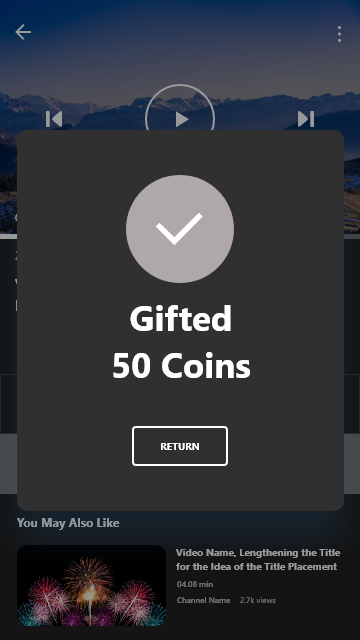 Gifted
50 Coins
RETURN
You May Also Like
Video Name, Lengthening the Title
for the Idea of the Title Placement
04.08 min
Channel Name 2.7k views